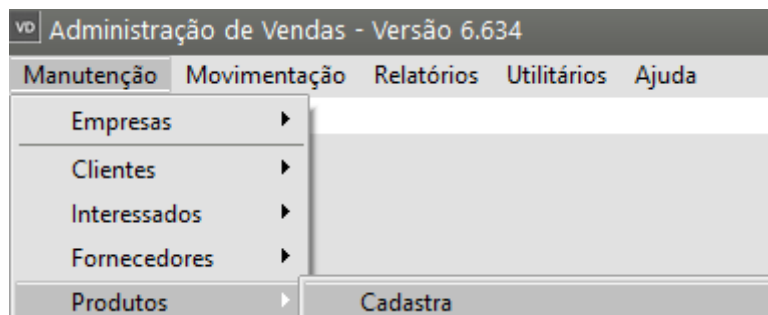 VD Administração de Vendas - Versão 6.634
Manutenção Movimentação Relatórios Utilitários Ajuda
Empresas
Clientes
Interessados
Fornecedores
Produtos Cadastra